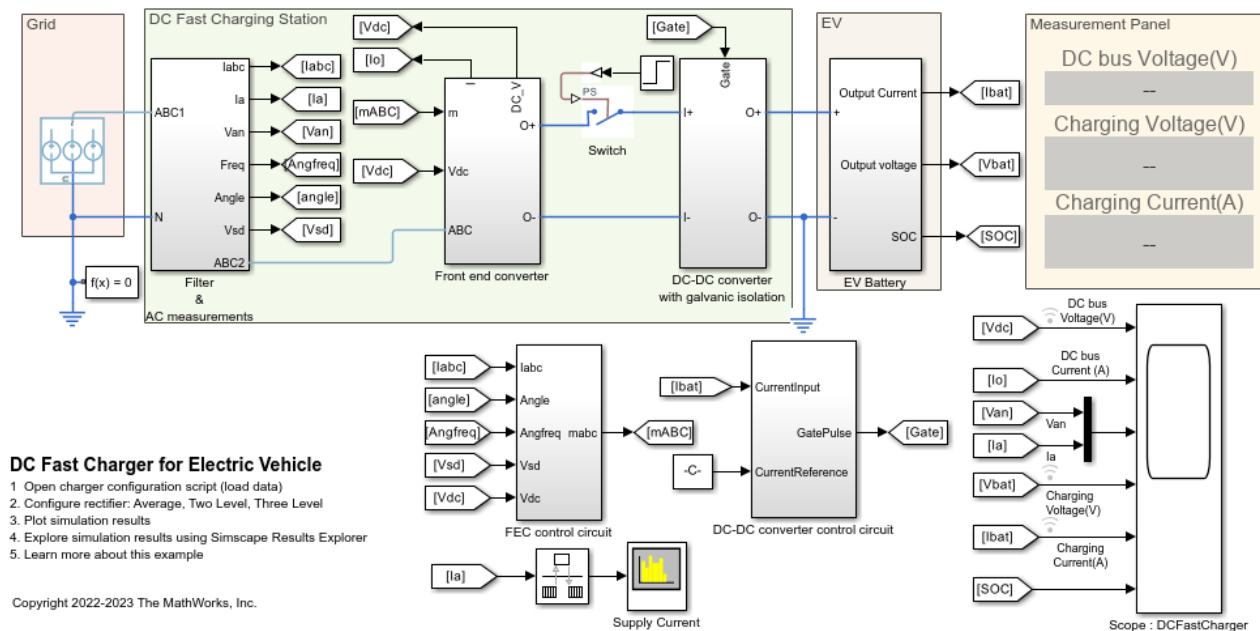 Grid
DC Fast Charging Station
EV
Measurement Panel
[Vdc]
[Gate]
[Io]
DC bus Voltage(V)
--
Charging Voltage(V)
--
Charging Current(A)
--
ABC1
N
Iabc
Ia
Van
Freq
Angle
Vsd
ABC2
[Iabc]
[Ia]
[Van]
[Angfreq]
[angle]
[Vsd]
Filter
&
AC measurements
f(x) = 0
[mABC]
[Vdc]
I
DC_V
m
Vdc
ABC
O+
O-
Front end converter
PS
Switch
Gate
I+
I-
O+
O-
DC-DC converter
with galvanic isolation
+
-
Output Current
Output voltage
SOC
EV Battery
[Ibat]
[Vbat]
[SOC]
[Iabc]
[angle]
[Angfreq]
[Vsd]
[Vdc]
Iabc
Angle
Angfreq
mabc
Vsd
Vdc
FEC control circuit
[mABC]
[Ibat]
-C-
CurrentInput
GatePulse
CurrentReference
DC-DC converter control circuit
[Gate]
[Vdc]
DC bus
Voltage(V)
[Io]
DC bus
Current (A)
[Van]
Van
[Ia]
Ia
[Vbat]
Charging
Voltage(V)
[Ibat]
Charging
Current(A)
[SOC]
Scope : DCFastCharger
DC Fast Charger for Electric Vehicle
1 Open charger configuration script (load data)
2. Configure rectifier: Average, Two Level, Three Level
3. Plot simulation results
4. Explore simulation results using Simscape Results Explorer
5. Learn more about this example
[Ia]
Supply Current
Copyright 2022-2023 The MathWorks, Inc.